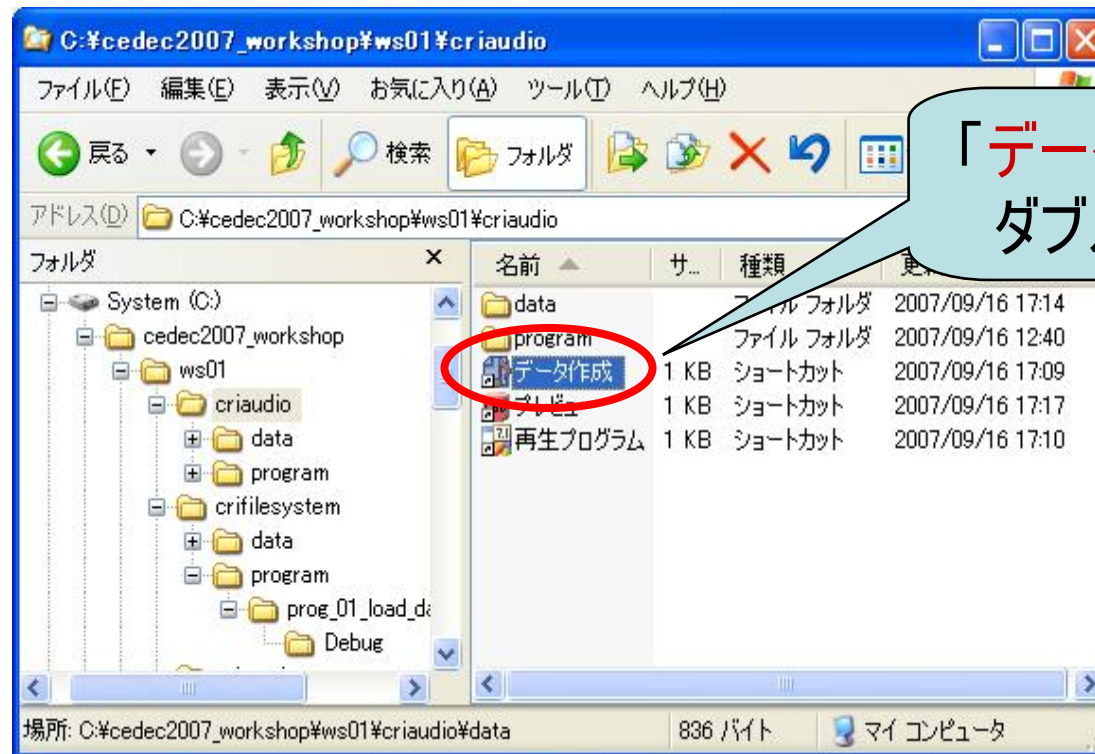 C:¥cedec2007_workshop¥ws01¥criaudio
ファイル(F) 編集(E) 表示(V) お気に入り(A) ツール(T) ヘルプ(H)
戻る 検索 フォルダ
「デー
ダブ
アドレス(D) C:¥cedec2007_workshop¥ws01¥criaudio
フォルダ × 名前 サ... 種類
System (C:)
cedec2007_workshop
ws01
criaudio
data
program
crifilesystem
data
program
prog_01_load_d
Debug
data ファイル フォルダ 2007/09/16 17:14
program ファイル フォルダ 2007/09/16 12:40
データ作成 1 KB ショートカット 2007/09/16 17:09
プレビュー 1 KB ショートカット 2007/09/16 17:17
再生プログラム 1 KB ショートカット 2007/09/16 17:10
場所: C:¥cedec2007_workshop¥ws01¥criaudio¥data 836 バイト マイ コンピュータ